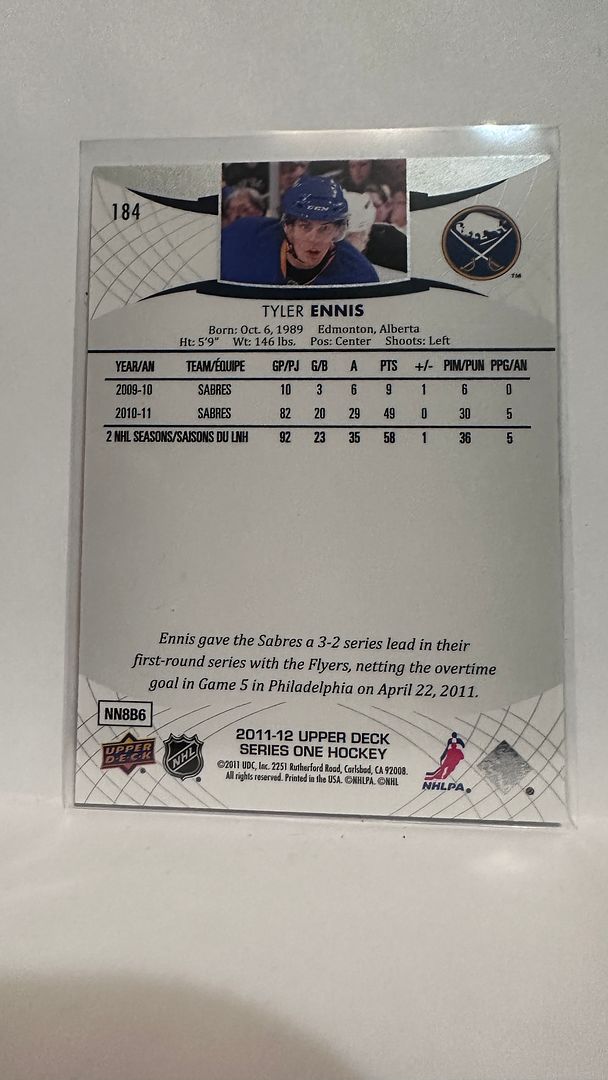 184
CCM
TM
TYLER ENNIS
Born: Oct. 6, 1989 Edmonton, Alberta
Ht: 5'9" Wt: 146 lbs. Pos: Center Shoots: Left
YEAR/AN TEAM/ÉQUIPE GP/PJ G/B A PTS +/- PIM/PUN PPG/AN
2009-10 SABRES 10 3 6 9 1 6 0
2010-11 SABRES 82 20 29 49 0 30 5
2 NHL SEASONS/SAISONS DU LNH 92 23 35 58 1 36 5
Ennis gave the Sabres a 3-2 series lead in their
first-round series with the Flyers, netting the overtime
goal in Game 5 in Philadelphia on April 22, 2011.
NN8B6
UPPER
D·E·C·K
NHL
2011-12 UPPER DECK
SERIES ONE HOCKEY
©2011 UDC, Inc. 2251 Rutherford Road, Carlsbad, CA 92008.
All rights reserved. Printed in the USA. ©NHLPA. ©NHL
NHLPA®